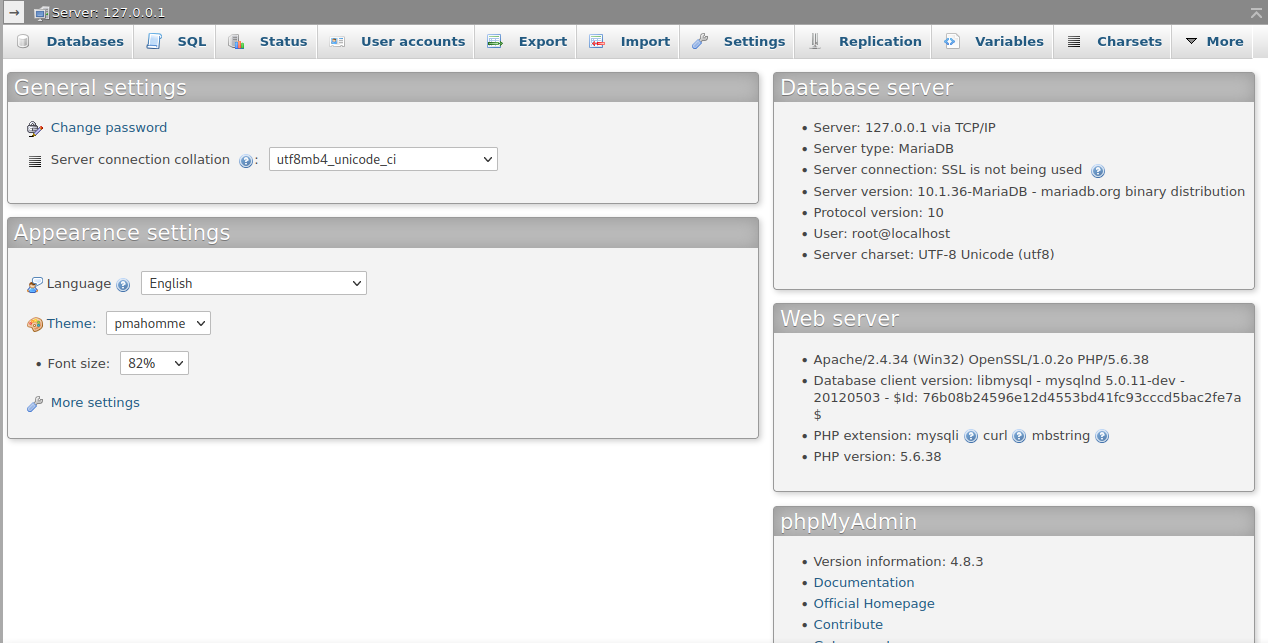 Server: 127.0.0.1
Databases SQL Status User accounts Export Import Settings Replication Variables Charsets More
General settings
Change password
Server connection collation : utf8mb4_unicode_ci
Appearance settings
Language English
Theme: pmahomme
• Font size: 82%
More settings
Database server
• Server: 127.0.0.1 via TCP/IP
• Server type: MariaDB
• Server connection: SSL is not being used
• Server version: 10.1.36-MariaDB - mariadb.org binary distribution
• Protocol version: 10
• User: root@localhost
• Server charset: UTF-8 Unicode (utf8)
Web server
• Apache/2.4.34 (Win32) OpenSSL/1.0.2o PHP/5.6.38
• Database client version: libmysql - mysqlnd 5.0.11-dev -
20120503 - $Id: 76b08b24596e12d4553bd41fc93cccd5bac2fe7a
$
• PHP extension: mysqli curl mbstring
• PHP version: 5.6.38
phpMyAdmin
• Version information: 4.8.3
• Documentation
• Official Homepage
• Contribute